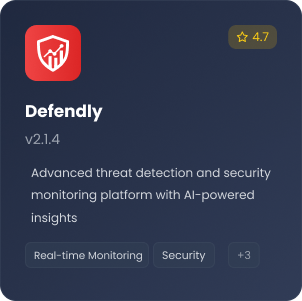 4.7
Defendly
v2.1.4
Advanced threat detection and security
monitoring platform with AI-powered
insights
Real-time Monitoring Security +3